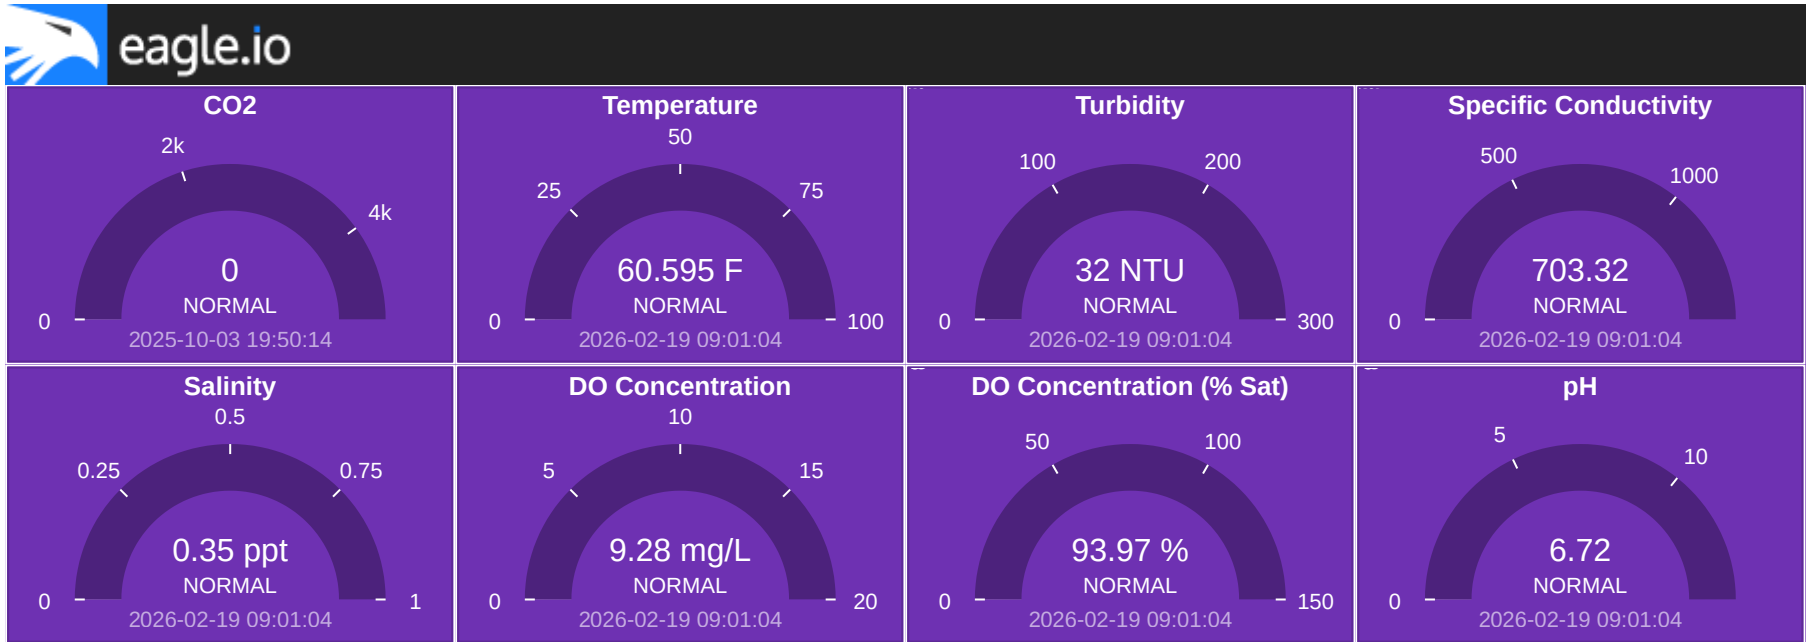 eagle.io
CO2
2k
4k
0
0
NORMAL
2025-10-03 19:50:14
Temperature
50
25
75
60.595 F
NORMAL
0
100
2026-02-19 09:01:04
Turbidity
100
200
32 NTU
NORMAL
0
300
2026-02-19 09:01:04
Specific Conductivity
500
1000
703.32
NORMAL
0
2026-02-19 09:01:04
Salinity
0.5
0.25
0.75
0.35 ppt
NORMAL
0
1
2026-02-19 09:01:04
DO Concentration
10
5
15
9.28 mg/L
NORMAL
0
20
2026-02-19 09:01:04
DO Concentration (% Sat)
50
100
93.97 %
NORMAL
0
150
2026-02-19 09:01:04
pH
5
10
6.72
NORMAL
0
2026-02-19 09:01:04